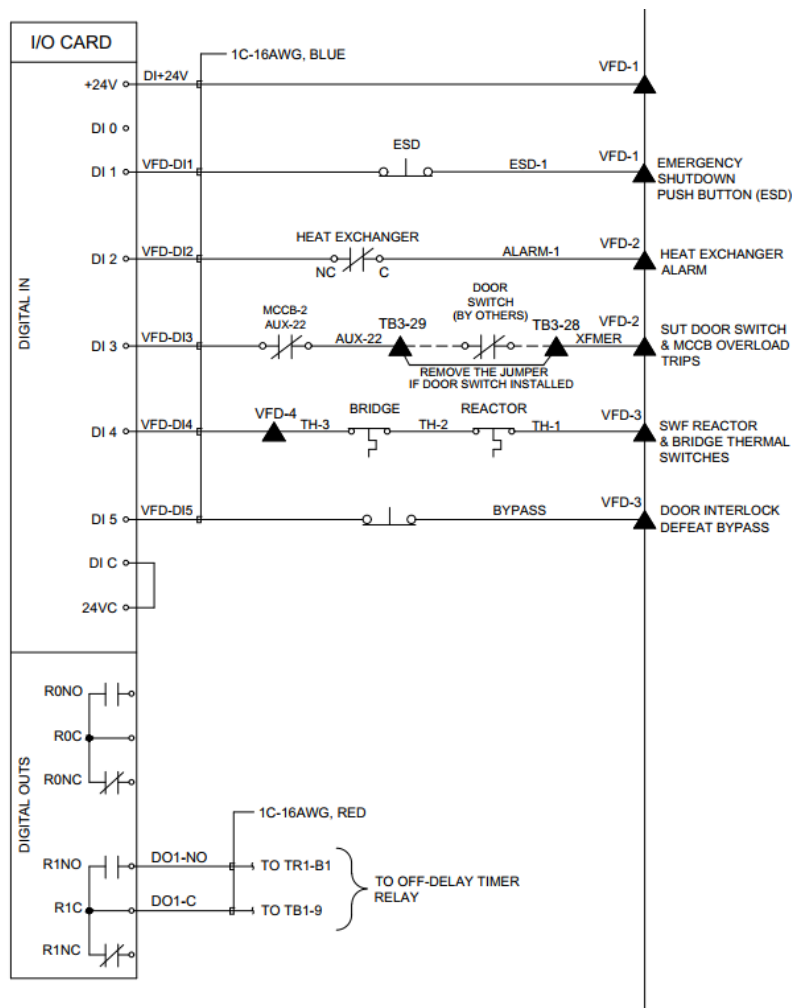 I/O CARD
1C-16AWG, BLUE
+24V
DI+24V
VFD-1
DI 0
DI 1
VFD-DI1
ESD
ESD-1
VFD-1
EMERGENCY
SHUTDOWN
PUSH BUTTON (ESD)
DI 2
VFD-DI2
HEAT EXCHANGER
NC
C
ALARM-1
VFD-2
HEAT EXCHANGER
ALARM
DIGITAL IN
DI 3
VFD-DI3
MCCB-2
AUX-22
AUX-22
TB3-29
DOOR
SWITCH
(BY OTHERS)
TB3-28
XFMER
VFD-2
SUT DOOR SWITCH
& MCCB OVERLOAD
TRIPS
REMOVE THE JUMPER
IF DOOR SWITCH INSTALLED
DI 4
VFD-DI4
VFD-4
TH-3
BRIDGE
TH-2
REACTOR
TH-1
VFD-3
SWF REACTOR
& BRIDGE THERMAL
SWITCHES
DI 5
VFD-DI5
BYPASS
VFD-3
DOOR INTERLOCK
DEFEAT BYPASS
DI C
24VC
R0NO
R0C
R0NC
DIGITAL OUTS
1C-16AWG, RED
R1NO
DO1-NO
TO TR1-B1
R1C
DO1-C
TO TB1-9
TO OFF-DELAY TIMER
RELAY
R1NC